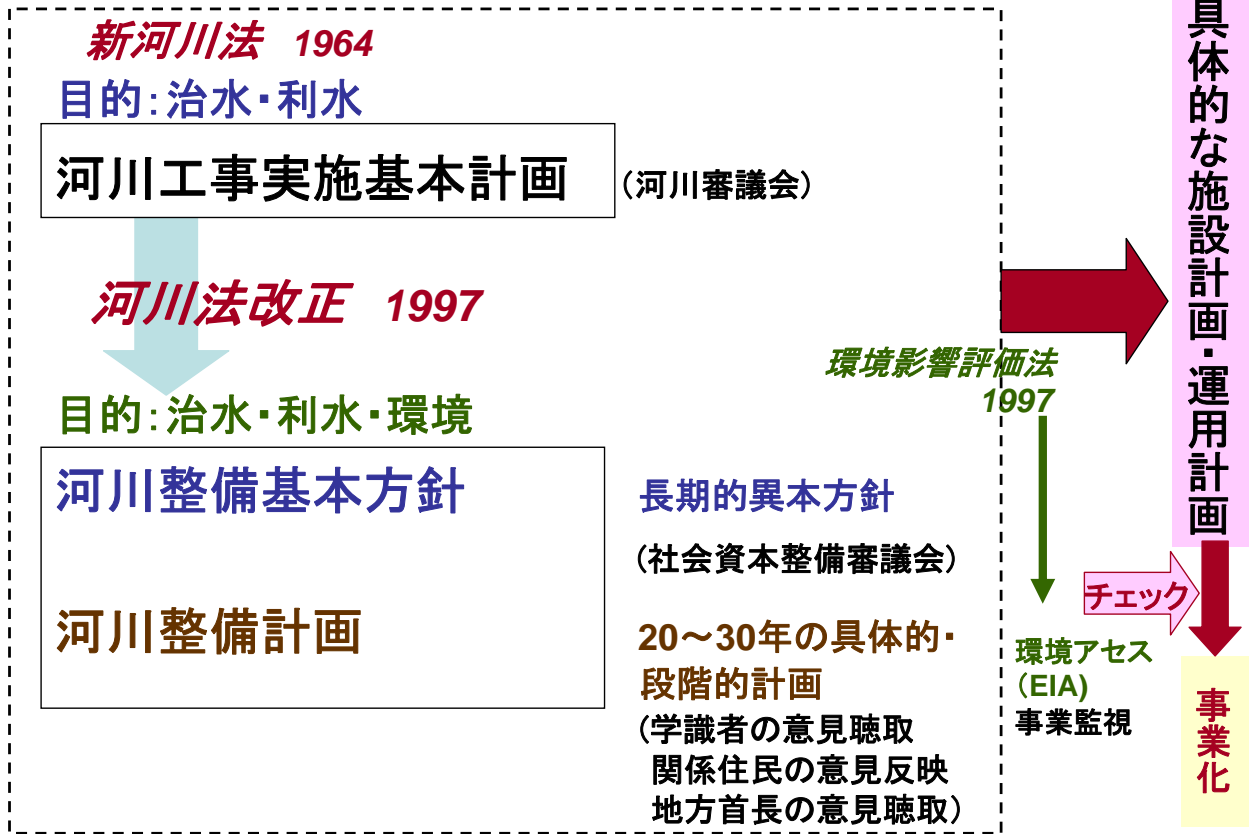 新河川法 1964
目的：治水・利水
河川工事実施基本計画
（河川審議会）
河川法改正 1997
目的：治水・利水・環境
河川整備基本方針
長期的異本方針
（社会資本整備審議会）
河川整備計画
20～30年の具体的・
段階的計画
（学識者の意見聴取
関係住民の意見反映
地方首長の意見聴取）
環境影響評価法
1997
環境アセス
（EIA)
事業監視
チェック
具体的な施設計画・運用計画
事業化